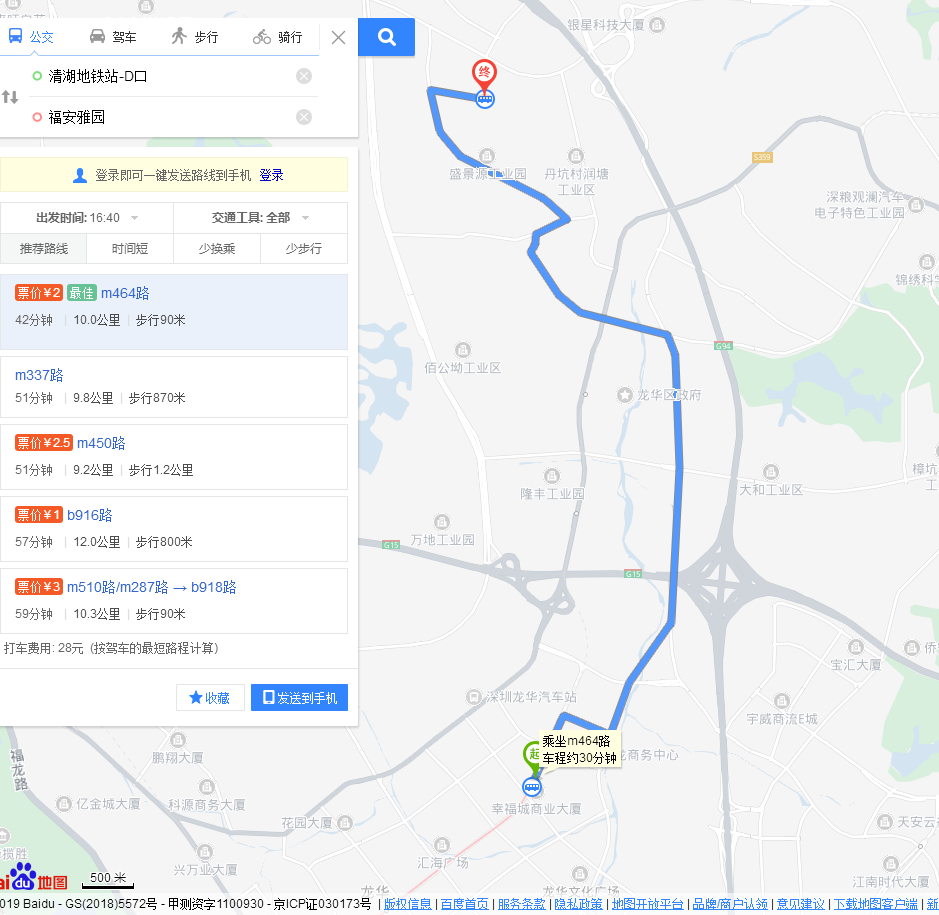 公交 驾车 步行 骑行
清湖地铁站-D口
福安雅园
登录即可一键发送路线到手机 登录
出发时间: 16:40 交通工具: 全部
推荐路线 时间短 少换乘 少步行
票价¥2 最佳 m464路
42分钟 | 10.0公里 | 步行90米
m337路
51分钟 | 9.8公里 | 步行870米
票价¥2.5 m450路
51分钟 | 9.2公里 | 步行1.2公里
票价¥1 b916路
57分钟 | 12.0公里 | 步行800米
票价¥3 m510路/m287路 → b918路
59分钟 | 10.3公里 | 步行90米
打车费用: 28元 (按驾车的最短路程计算)
收藏 发送到手机
银星科技大厦
终
盛景源工业园
丹坑村润塘
工业区
S359
深粮观澜汽车
电子特色工业园
锦绣科
G94
佰公坳工业区
龙华区政府
隆丰工业园
大和工业区
樟坑
工
万地工业园
G15
G15
宝汇大厦
侨
深圳龙华汽车站
宇威商流E城
乘坐m464路
车程约30分钟
起
龙商务中心
幸福城商业大厦
鹏翔大厦
福龙路
亿金城大厦
科源商务大厦
花园大厦
天安云
揽胜
兴万业大厦
汇海广场
江南时代大厦
龙华
龙华文化广场
Bai du 地图
500 米
019 Baidu - GS(2018)5572号 - 甲测资字1100930 - 京ICP证030173号 | 版权信息 | 百度首页 | 服务条款 | 隐私政策 | 地图开放平台 | 品牌/商户认领 | 意见建议 | 下载地图客户端 | 新